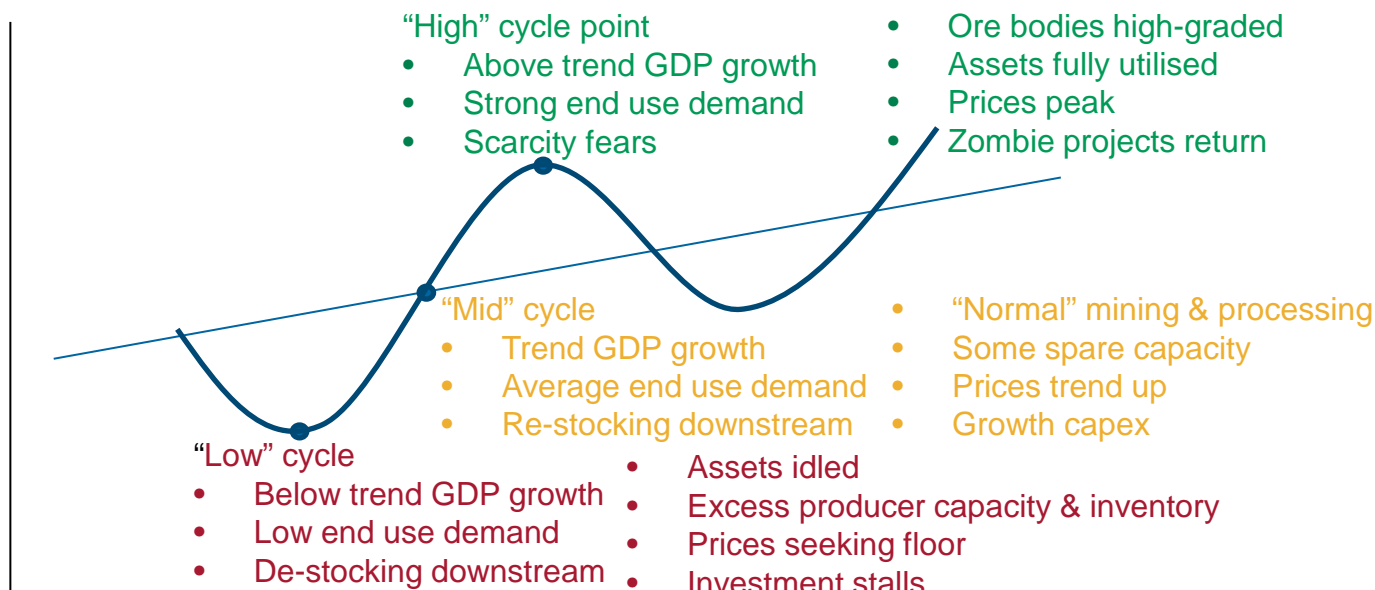 “High” cycle point
• Above trend GDP growth
• Strong end use demand
• Scarcity fears
• Ore bodies high-graded
• Assets fully utilised
• Prices peak
• Zombie projects return
“Mid” cycle
• Trend GDP growth
• Average end use demand
• Re-stocking downstream
• “Normal” mining & processing
• Some spare capacity
• Prices trend up
• Growth capex
“Low” cycle
• Below trend GDP growth
• Low end use demand
• De-stocking downstream
• Assets idled
• Excess producer capacity & inventory
• Prices seeking floor
• Investment stalls